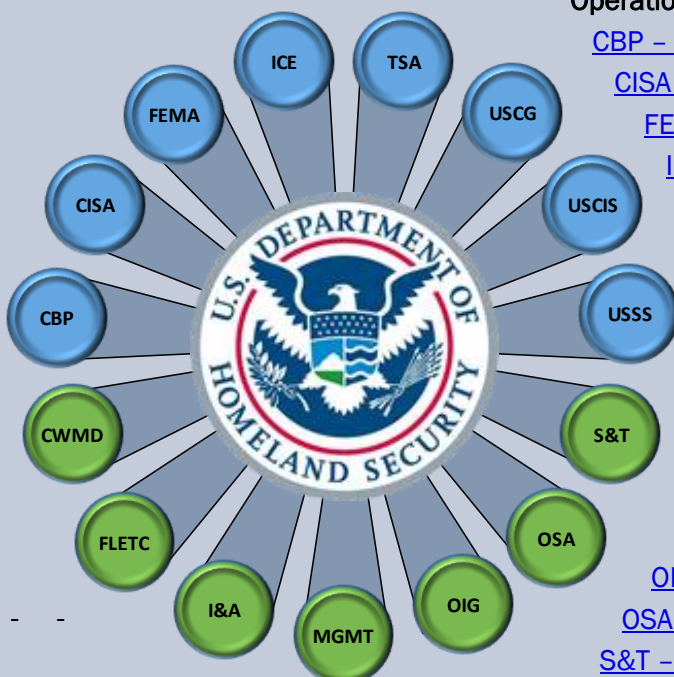 Operatio
CBP –
CISA
FE
I
ICE
TSA
FEMA
USCG
CISA
USCIS
CBP
USSS
U.S. DEPARTMENT OF
HOMELAND SECURITY
CWMD
S&T
FLETC
OSA
I&A
OIG
MGMT
- -
OI
OSA
S&T –